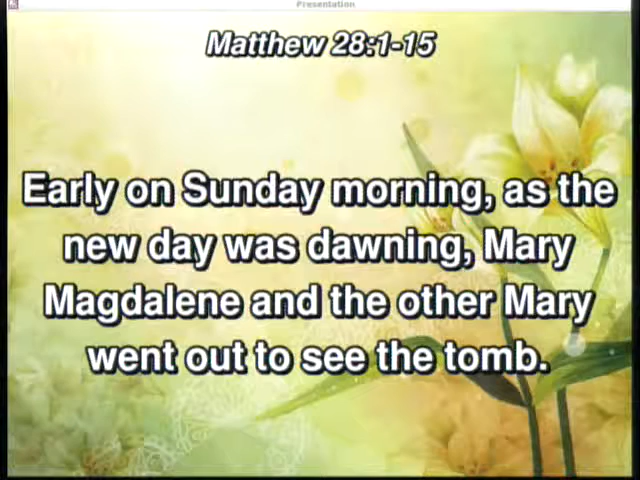 Presentation
Matthew 28:1-15
Early on Sunday morning, as the
new day was dawning, Mary
Magdalene and the other Mary
went out to see the tomb.